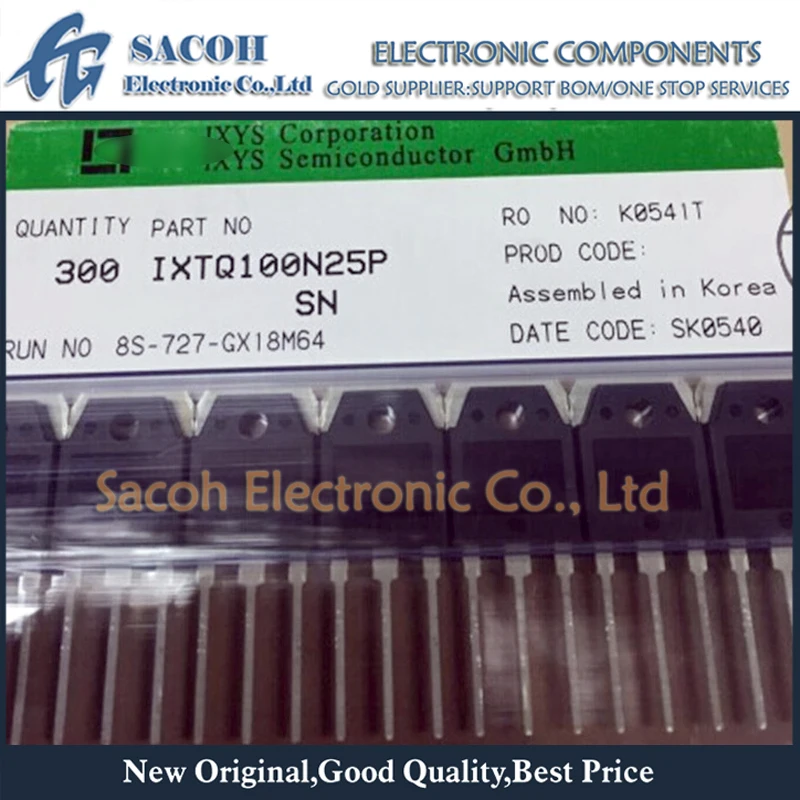 SACOH
Electronic Co.,Ltd
ELECTRONIC COMPONENTS
GOLD SUPPLIER:SUPPORT BOM/ONE STOP SERVICES
IXYS Corporation
IXYS Semiconductor GmbH
QUANTITY PART NO
300 IXTQ100N25P
SN
RUN NO 8S-727-GX18M64
RO NO: K0541T
PROD CODE:
Assembled in Korea
DATE CODE: SK0540
Sacoh Electronic Co., Ltd
New Original,Good Quality,Best Price